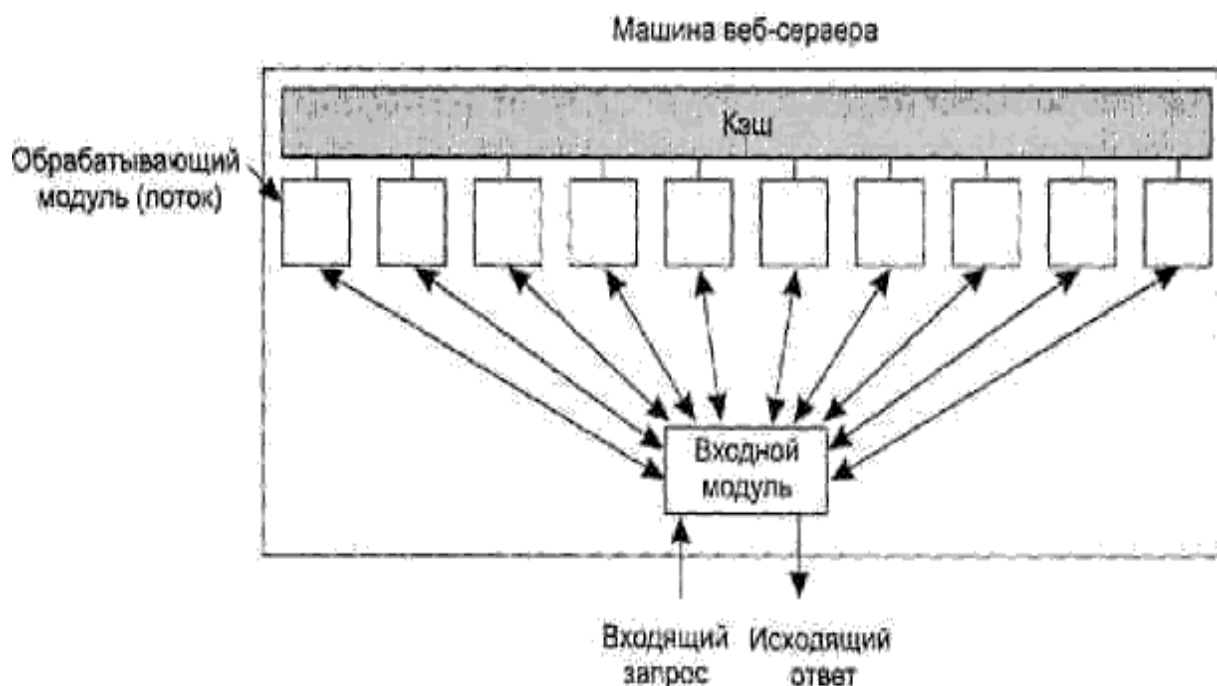 Машина веб-сервера
Кэш
Обрабатывающий
модуль (поток)
Входной
модуль
Входящий
запрос
Исходящий
ответ